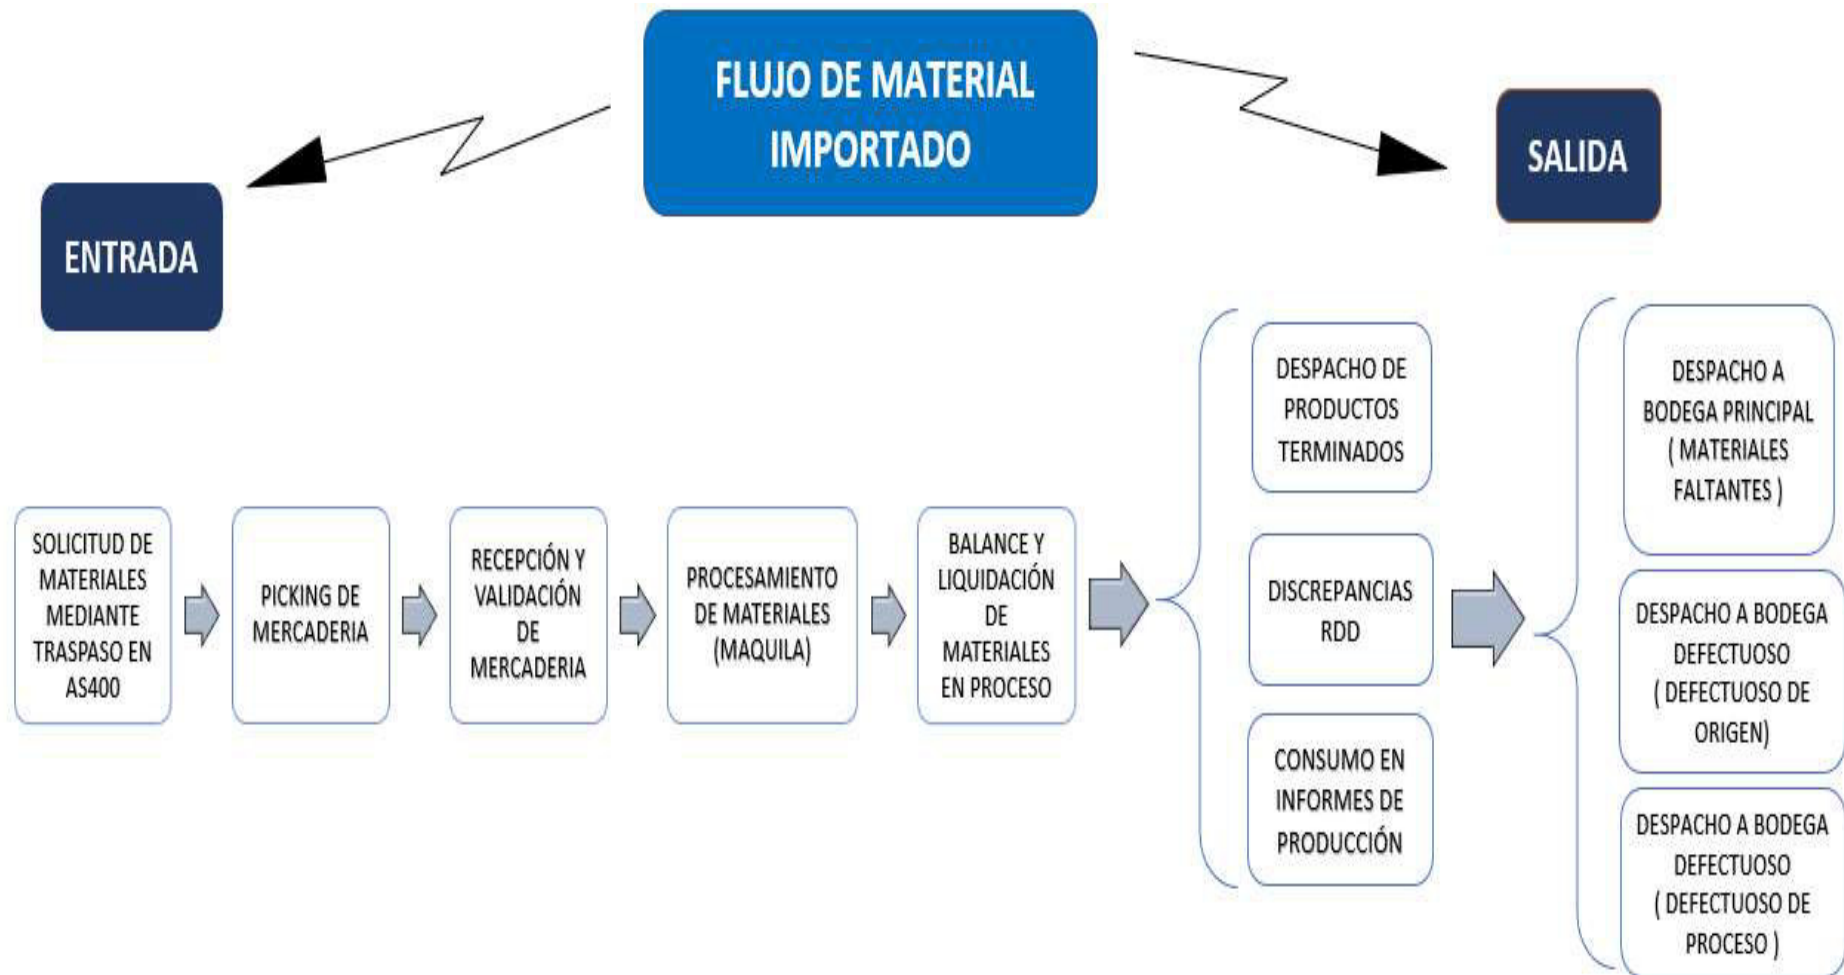 FLUJO DE MATERIAL
IMPORTADO
ENTRADA
SALIDA
SOLICITUD DE
MATERIALES
MEDIANTE
TRASPASO EN
AS400
PICKING DE
MERCADERIA
RECEPCIÓN Y
VALIDACIÓN
DE
MERCADERIA
PROCESAMIENTO
DE MATERIALES
(MAQUILA)
BALANCE Y
LIQUIDACIÓN
DE
MATERIALES
EN PROCESO
DESPACHO DE
PRODUCTOS
TERMINADOS
DISCREPANCIAS
RDD
CONSUMO EN
INFORMES DE
PRODUCCIÓN
DESPACHO A
BODEGA PRINCIPAL
( MATERIALES
FALTANTES )
DESPACHO A BODEGA
DEFECTUOSO
( DEFECTUOSO DE
ORIGEN)
DESPACHO A BODEGA
DEFECTUOSO
( DEFECTUOSO DE
PROCESO )